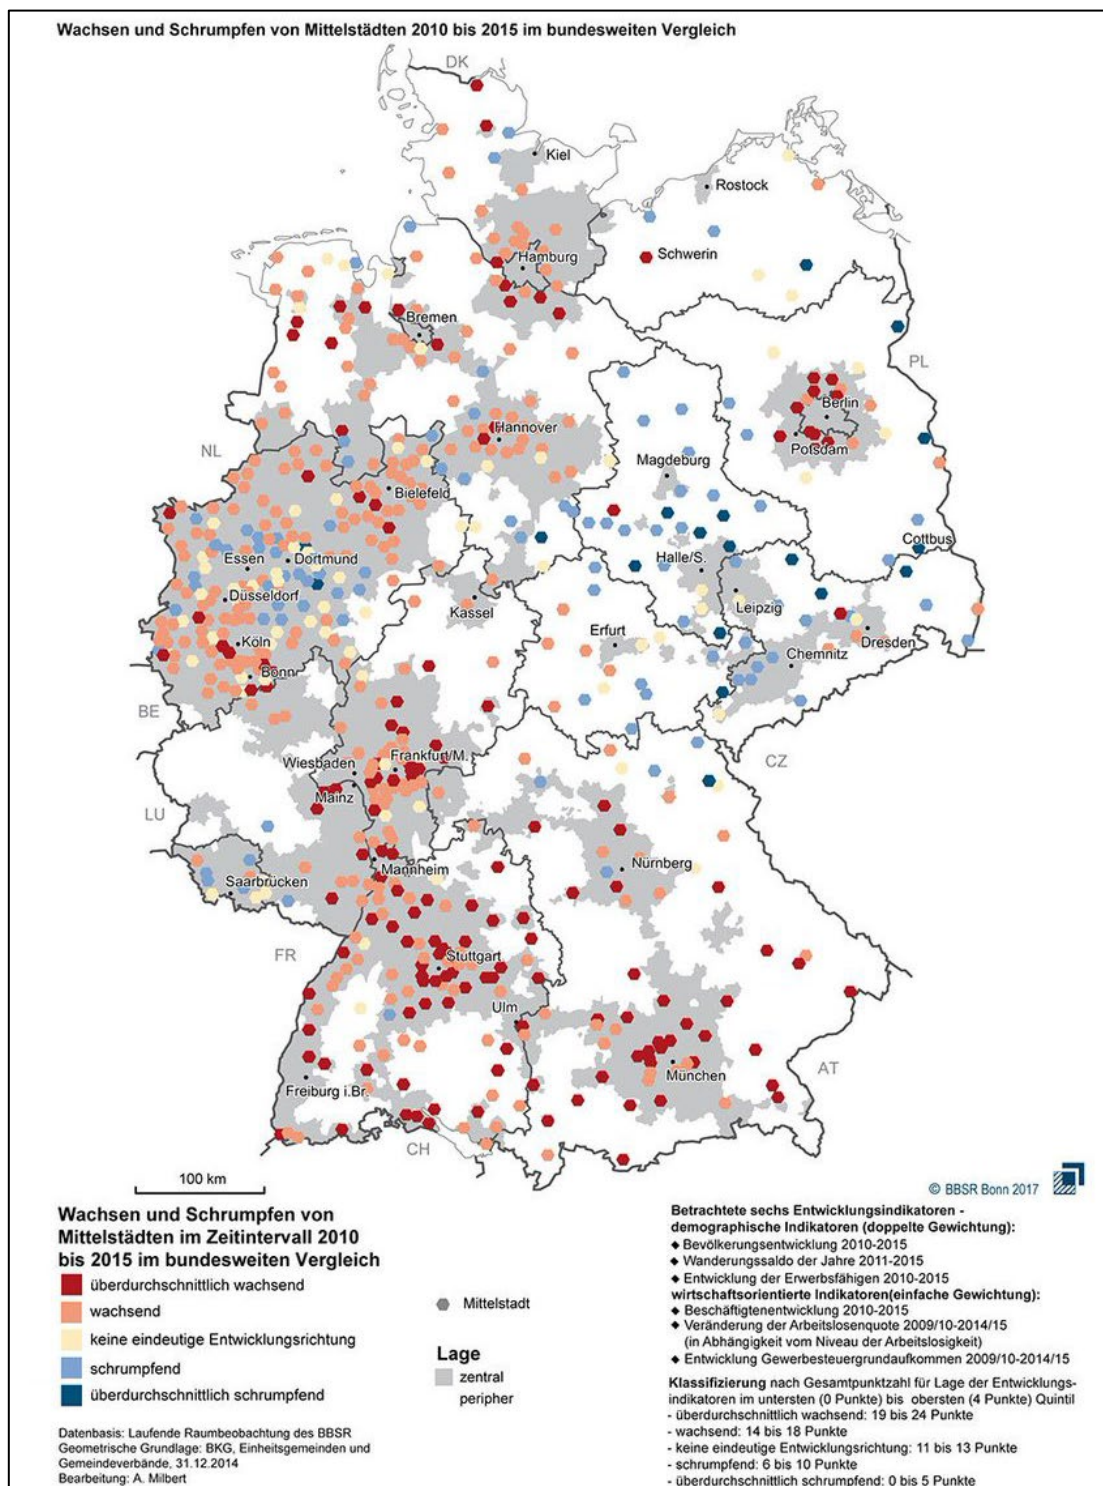 Wachsen und Schrumpfen von Mittelstädten 2010 bis 2015 im bundesweiten Vergleich
DK
Kiel
Rostock
Hamburg
Schwerin
Bremen
PL
Berlin
Hannover
Potsdam
NL
Magdeburg
Bielefeld
Cottbus
Essen
Dortmund
Halle/S.
Düsseldorf
Kassel
Leipzig
Köln
Erfurt
Dresden
Chemnitz
Bonn
BE
Wiesbaden
Frankfurt/M.
CZ
Mainz
LU
Mannheim
Nürnberg
Saarbrücken
FR
Stuttgart
Ulm
München
AT
Freiburg i.Br.
CH
100 km
© BBSR Bonn 2017
Wachsen und Schrumpfen von
Mittelstädten im Zeitintervall 2010
bis 2015 im bundesweiten Vergleich
überdurchschnittlich wachsend
wachsend
keine eindeutige Entwicklungsrichtung
schrumpfend
überdurchschnittlich schrumpfend
Mittelstadt
Lage
zentral
peripher
Datenbasis: Laufende Raumbeobachtung des BBSR
Geometrische Grundlage: BKG, Einheitsgemeinden und
Gemeindeverbände, 31.12.2014
Bearbeitung: A. Milbert
Betrachtete sechs Entwicklungsindikatoren -
demographische Indikatoren (doppelte Gewichtung):
◆ Bevölkerungsentwicklung 2010-2015
◆ Wanderungssaldo der Jahre 2011-2015
◆ Entwicklung der Erwerbsfähigen 2010-2015
wirtschaftsorientierte Indikatoren(einfache Gewichtung):
◆ Beschäftigtenentwicklung 2010-2015
◆ Veränderung der Arbeitslosenquote 2009/10-2014/15
(in Abhängigkeit vom Niveau der Arbeitslosigkeit)
◆ Entwicklung Gewerbesteuergrundaufkommen 2009/10-2014/15
Klassifizierung nach Gesamtpunktzahl für Lage der Entwicklungs-
indikatoren im untersten (0 Punkte) bis obersten (4 Punkte) Quintil
- überdurchschnittlich wachsend: 19 bis 24 Punkte
- wachsend: 14 bis 18 Punkte
- keine eindeutige Entwicklungsrichtung: 11 bis 13 Punkte
- schrumpfend: 6 bis 10 Punkte
- überdurchschnittlich schrumpfend: 0 bis 5 Punkte